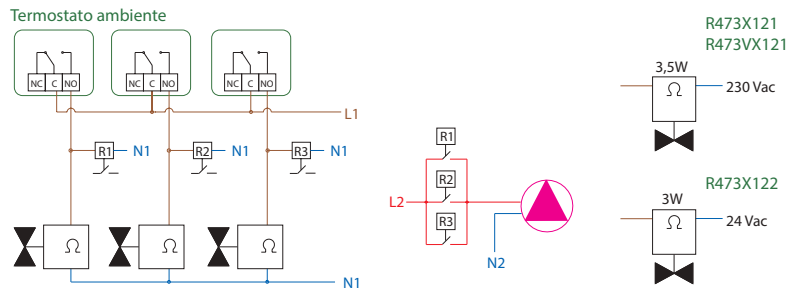 Termostato ambiente
NC C NO
NC C NO
NC C NO
L1
R1 N1
R2 N1
R3 N1
Ω
Ω
Ω
N1
R1
R2
R3
L2
N2
R473X121
R473VX121
3,5W
Ω
230 Vac
R473X122
3W
Ω
24 Vac